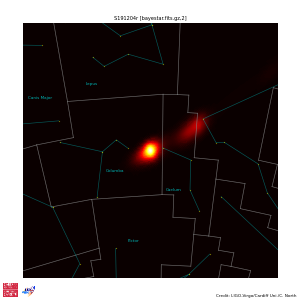 S191204r [bayestar.fits.gz,2]
Lepus
Canis Major
Columba
Caelum
Pictor
Credit: LIGO-Virgo/Cardiff Uni./C. North